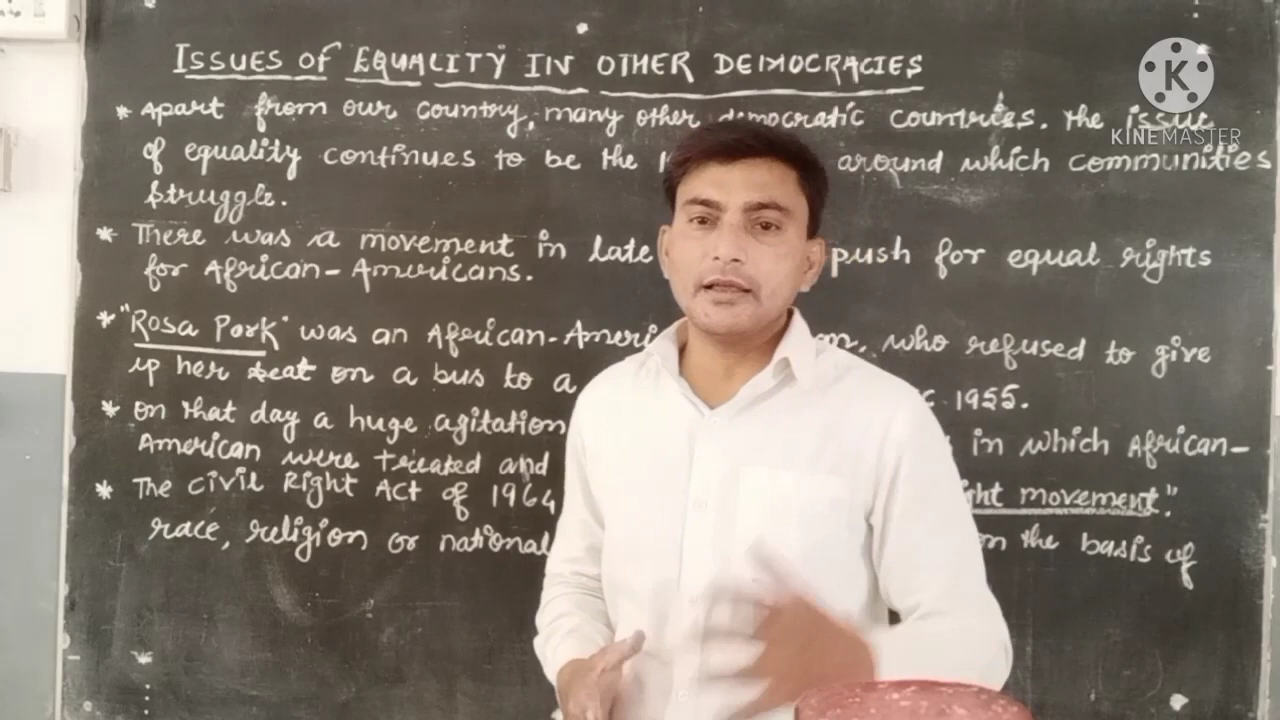 ISSUES OF EQUALITY IN OTHER DEMOCRACIES
* Apart from our country, many other democratic countries. the issue
of equality continues to be the around which communities
struggle.
* There was a movement in late push for equal rights
for African-Americans.
* "Rosa Park" was an African-Ameri who refused to give
up her seat on a bus to a 1955.
* on that day a huge agitation in which African-
American were treated and
* The Civil Right Act of 1964 movement".
race, religion or national on the basis of
K
KINEMASTER